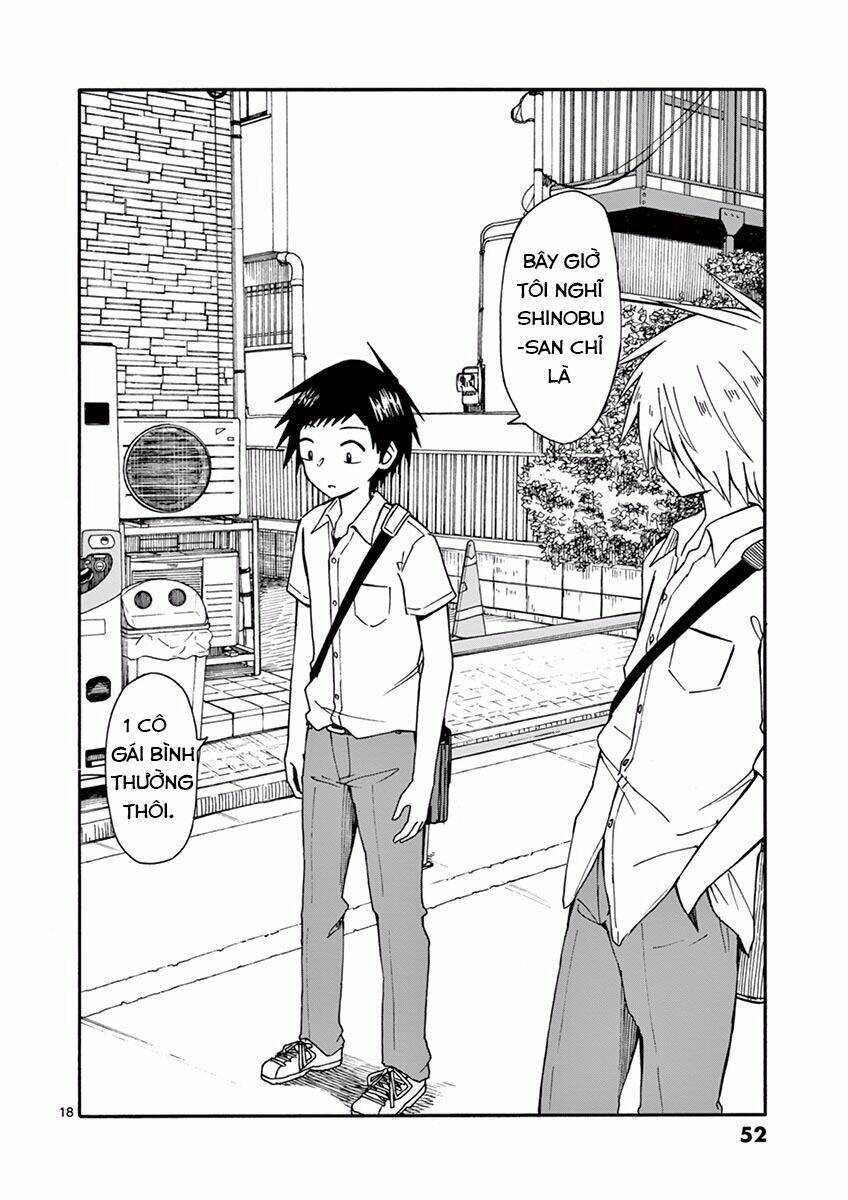 BÂY GIỜ
TÔI NGHĨ
SHINOBU
-SAN CHỈ
LÀ
1 CÔ
GÁI BÌNH
THƯỜNG
THÔI.
18
52